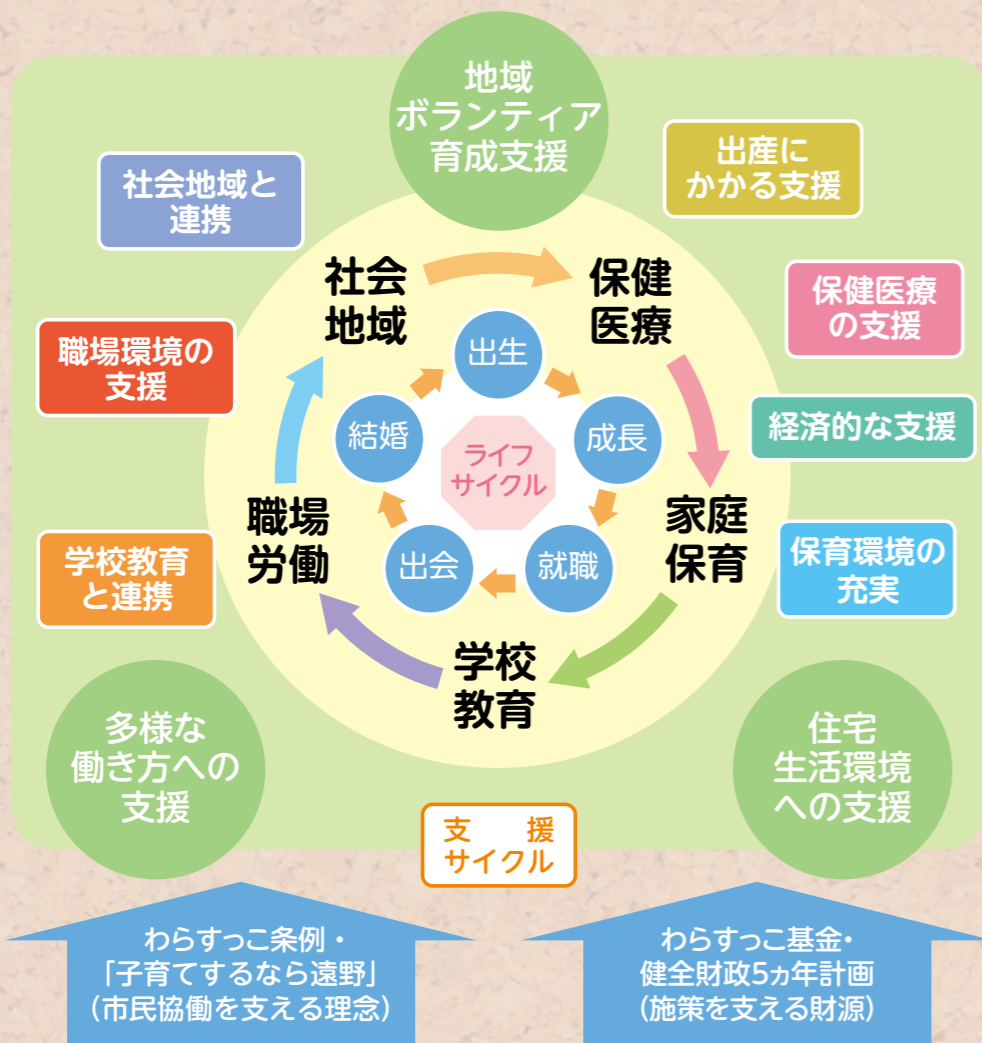 地域
ボランティア
育成支援
社会地域と
連携
出産に
かかる支援
社会
地域
保健
医療
保健医療
の支援
職場環境の
支援
出生
結婚
成長
ライフ
サイクル
経済的な支援
職場
労働
家庭
保育
学校教育
と連携
出会
就職
保育環境の
充実
学校
教育
多様な
働き方への
支援
住宅
生活環境
への支援
支　援
サイクル
わらすっこ条例・
「子育てするなら遠野」
（市民協働を支える理念）
わらすっこ基金・
健全財政5ヵ年計画
（施策を支える財源）